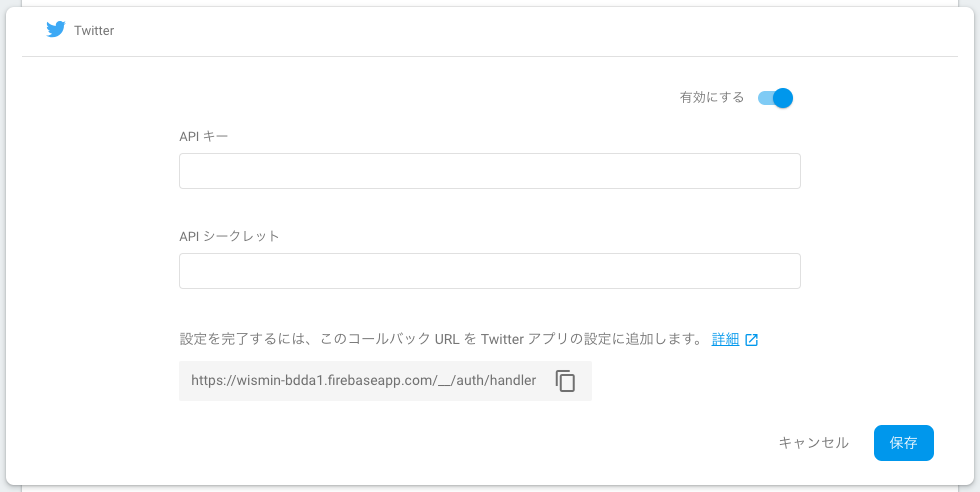 Twitter
有効にする
API キー
API シークレット
設定を完了するには、このコールバック URL を Twitter アプリの設定に追加します。 詳細
https://wismin-bdda1.firebaseapp.com/__/auth/handler
キャンセル 保存